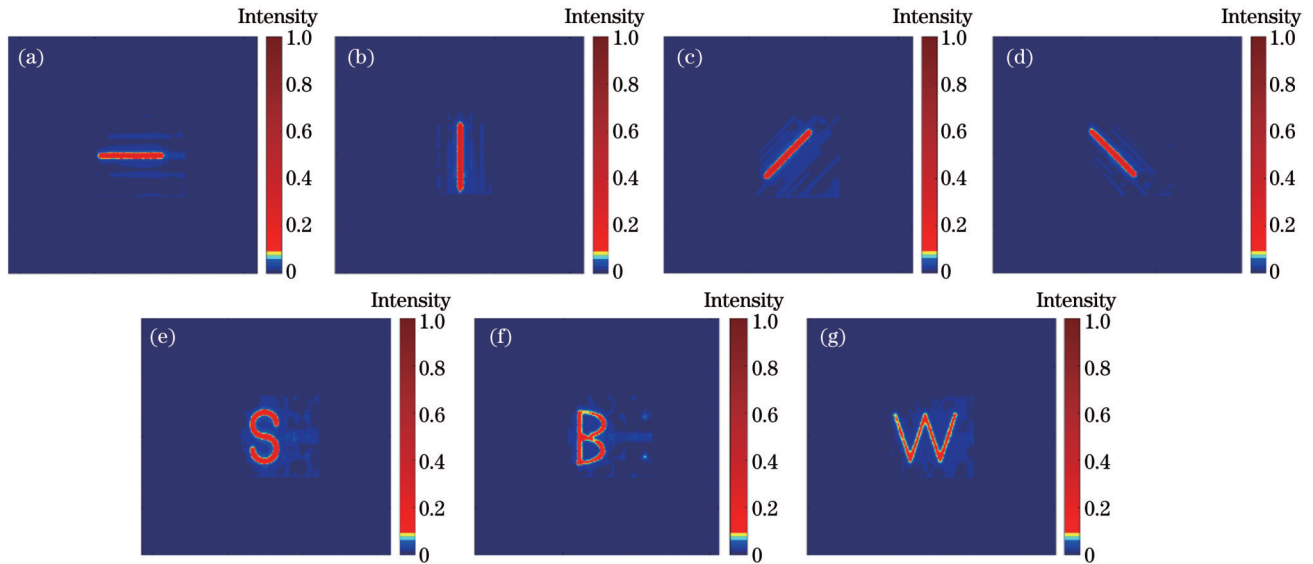 Intensity Intensity Intensity Intensity
(a) 1.0 (b) 1.0 (c) 1.0 (d) 1.0
0.8 0.8 0.8 0.8
0.6 0.6 0.6 0.6
0.4 0.4 0.4 0.4
0.2 0.2 0.2 0.2
0 0 0 0
Intensity Intensity Intensity
(e) 1.0 (f) 1.0 (g) 1.0
0.8 0.8 0.8
0.6 0.6 0.6
S B W
0.4 0.4 0.4
0.2 0.2 0.2
0 0 0